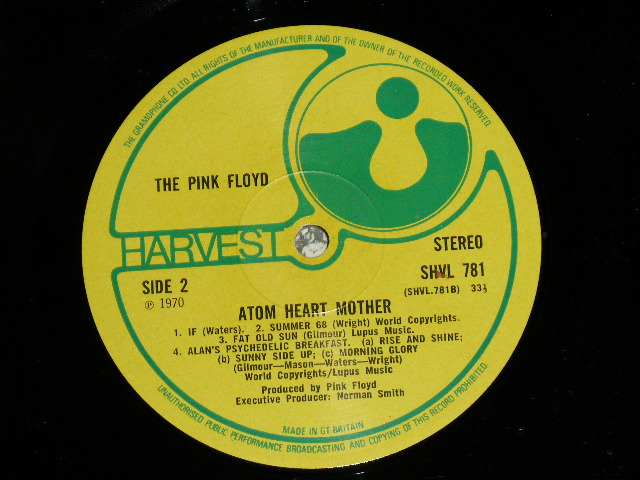 THE GRAMOPHONE CO. LTD. ALL RIGHTS OF THE MANUFACTURER AND OF THE OWNER OF THE RECORDED WORK RESERVED.
THE PINK FLOYD
HARVEST
STEREO
SIDE 2
SHVL 781
℗ 1970
(SHVL.781B) 33⅓
ATOM HEART MOTHER
1. IF (Waters). 2. SUMMER 68 (Wright) World Copyrights.
3. FAT OLD SUN (Gilmour) Lupus Music.
4. ALAN'S PSYCHEDELIC BREAKFAST. (a) RISE AND SHINE;
(b) SUNNY SIDE UP; (c) MORNING GLORY
(Gilmour—Mason—Waters—Wright)
World Copyrights/Lupus Music
Produced by Pink Floyd
Executive Producer: Norman Smith
MADE IN GT BRITAIN
UNAUTHORISED PUBLIC PERFORMANCE BROADCASTING AND COPYING OF THIS RECORD PROHIBITED.